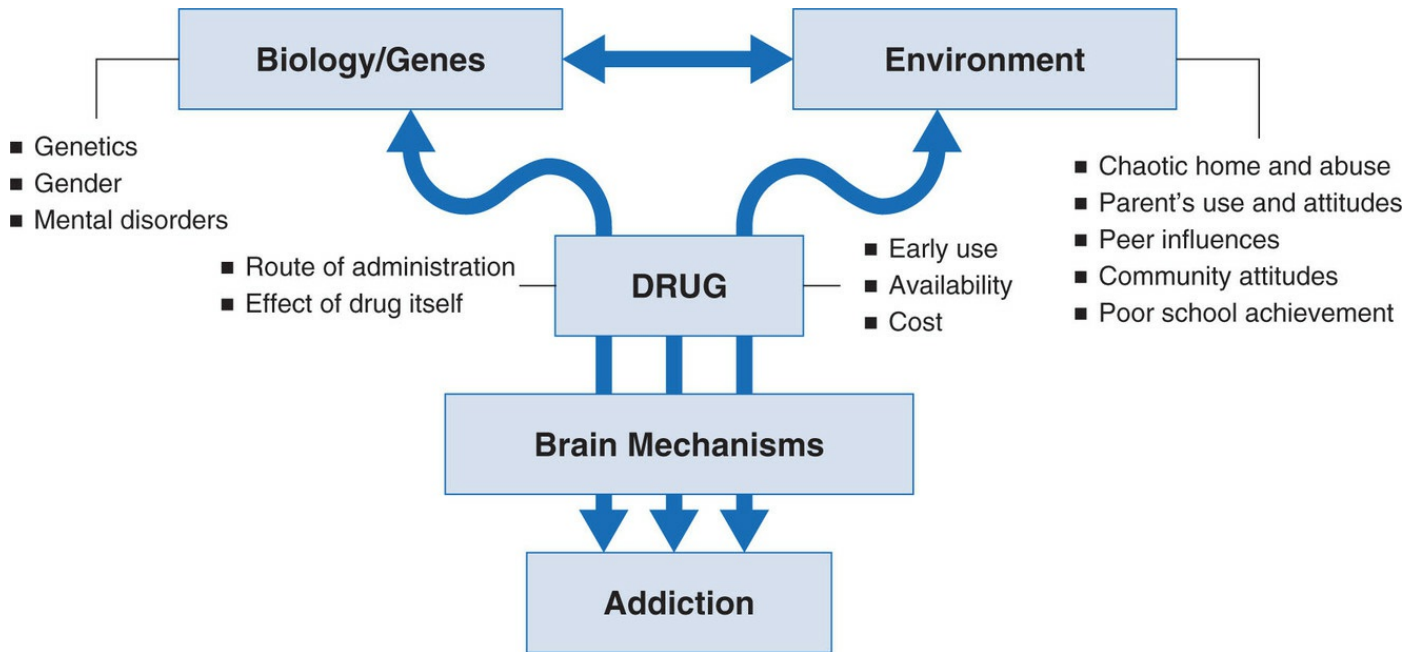 Biology/Genes
Environment
■ Genetics
■ Gender
■ Mental disorders
■ Chaotic home and abuse
■ Parent’s use and attitudes
■ Peer influences
■ Community attitudes
■ Poor school achievement
■ Route of administration
■ Effect of drug itself
DRUG
■ Early use
■ Availability
■ Cost
Brain Mechanisms
Addiction